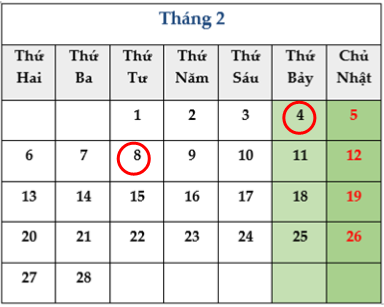 Tháng 2
Thứ Hai Thứ Ba Thứ Tư Thứ Năm Thứ Sáu Thứ Bảy Chủ Nhật
1 2 3 4 5
6 7 8 9 10 11 12
13 14 15 16 17 18 19
20 21 22 23 24 25 26
27 28